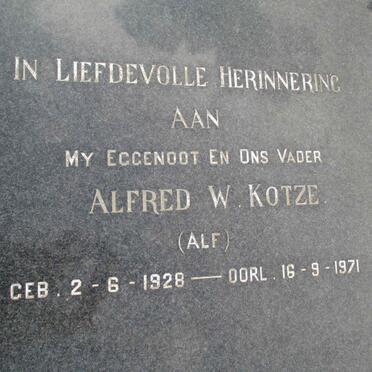 IN LIEFDEVOLLE HERINNERING
AAN
MY EGGENOOT EN ONS VADER
ALFRED W. KOTZE.
(ALF)
GEB. 2-6-1928 — OORL. 16-9-1971